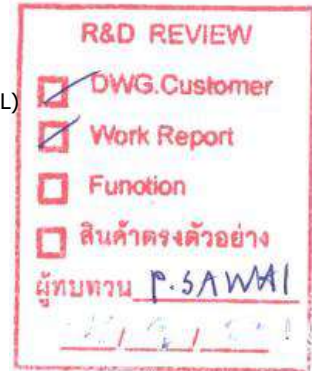 R&D REVIEW
L)
DWG.Customer
Work Report
Function
สินค้าตรงตัวอย่าง
ผู้ทบทวน P.SAWAI
/ /